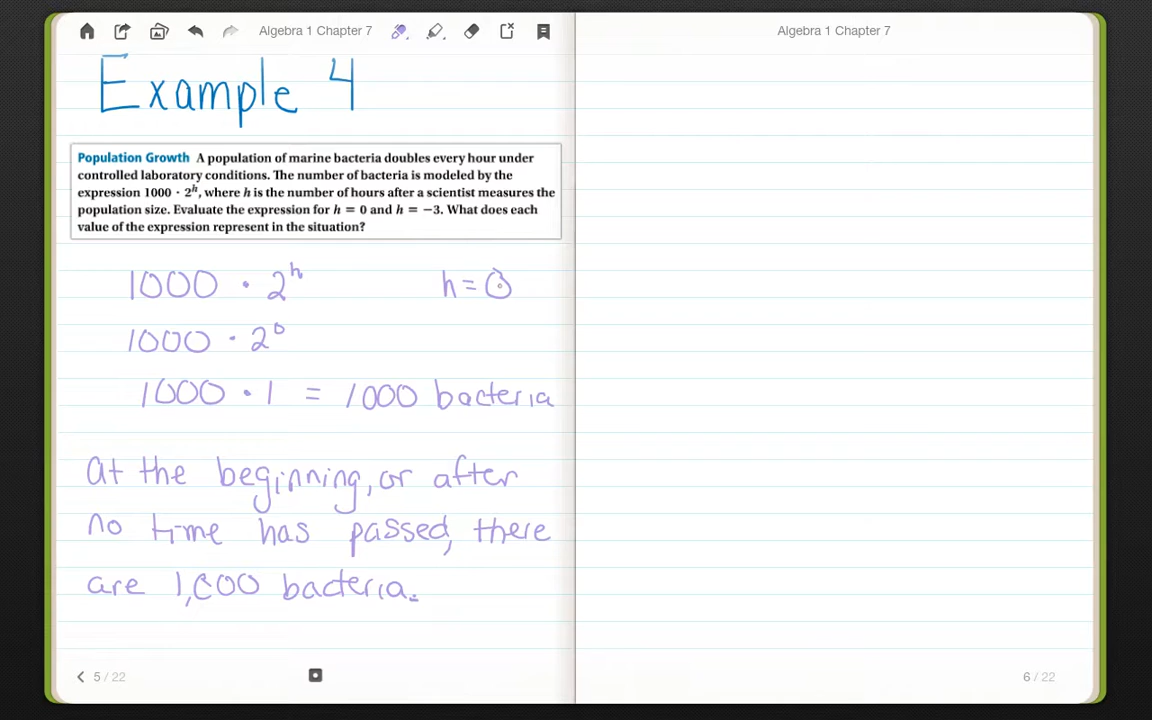 Algebra 1 Chapter 7
Algebra 1 Chapter 7
Example 4
Population Growth A population of marine bacteria doubles every hour under
controlled laboratory conditions. The number of bacteria is modeled by the
expression 1000 · 2ʰ, where h is the number of hours after a scientist measures the
population size. Evaluate the expression for h = 0 and h = −3. What does each
value of the expression represent in the situation?
1000 · 2ʰ h = 0
1000 · 2⁰
1000 · 1 = 1000 bacteria
At the beginning, or after
no time has passed, there
are 1,000 bacteria.
5 / 22
6 / 22